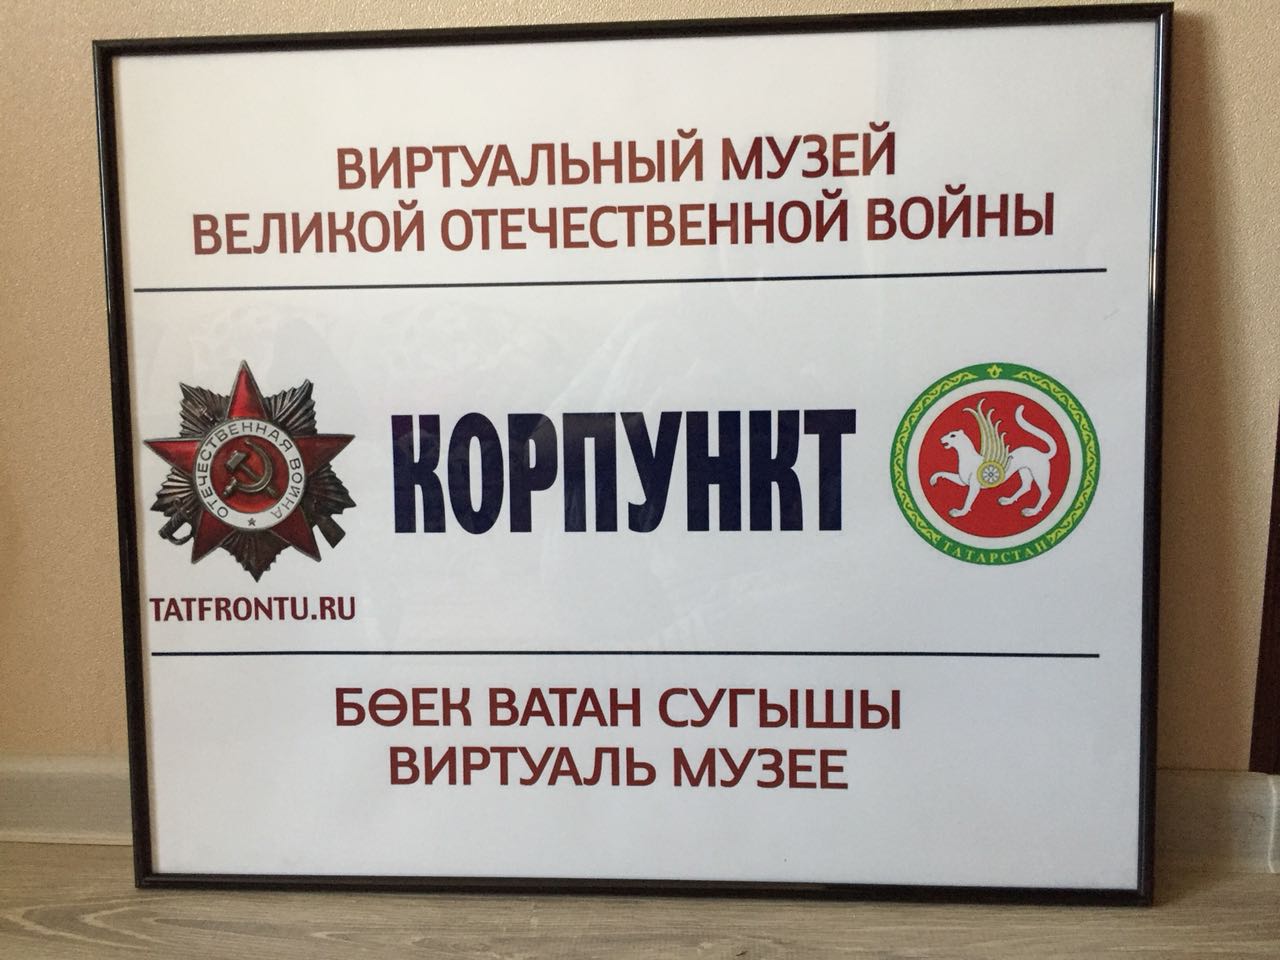 ВИРТУАЛЬНЫЙ МУЗЕЙ
ВЕЛИКОЙ ОТЕЧЕСТВЕННОЙ ВОЙНЫ
ОТЕЧЕСТВЕННАЯ ВОЙНА
КОРПУНКТ
ТАТАРСТАН
TATFRONTU.RU
БӨЕК ВАТАН СУГЫШЫ
ВИРТУАЛЬ МУЗЕЕ